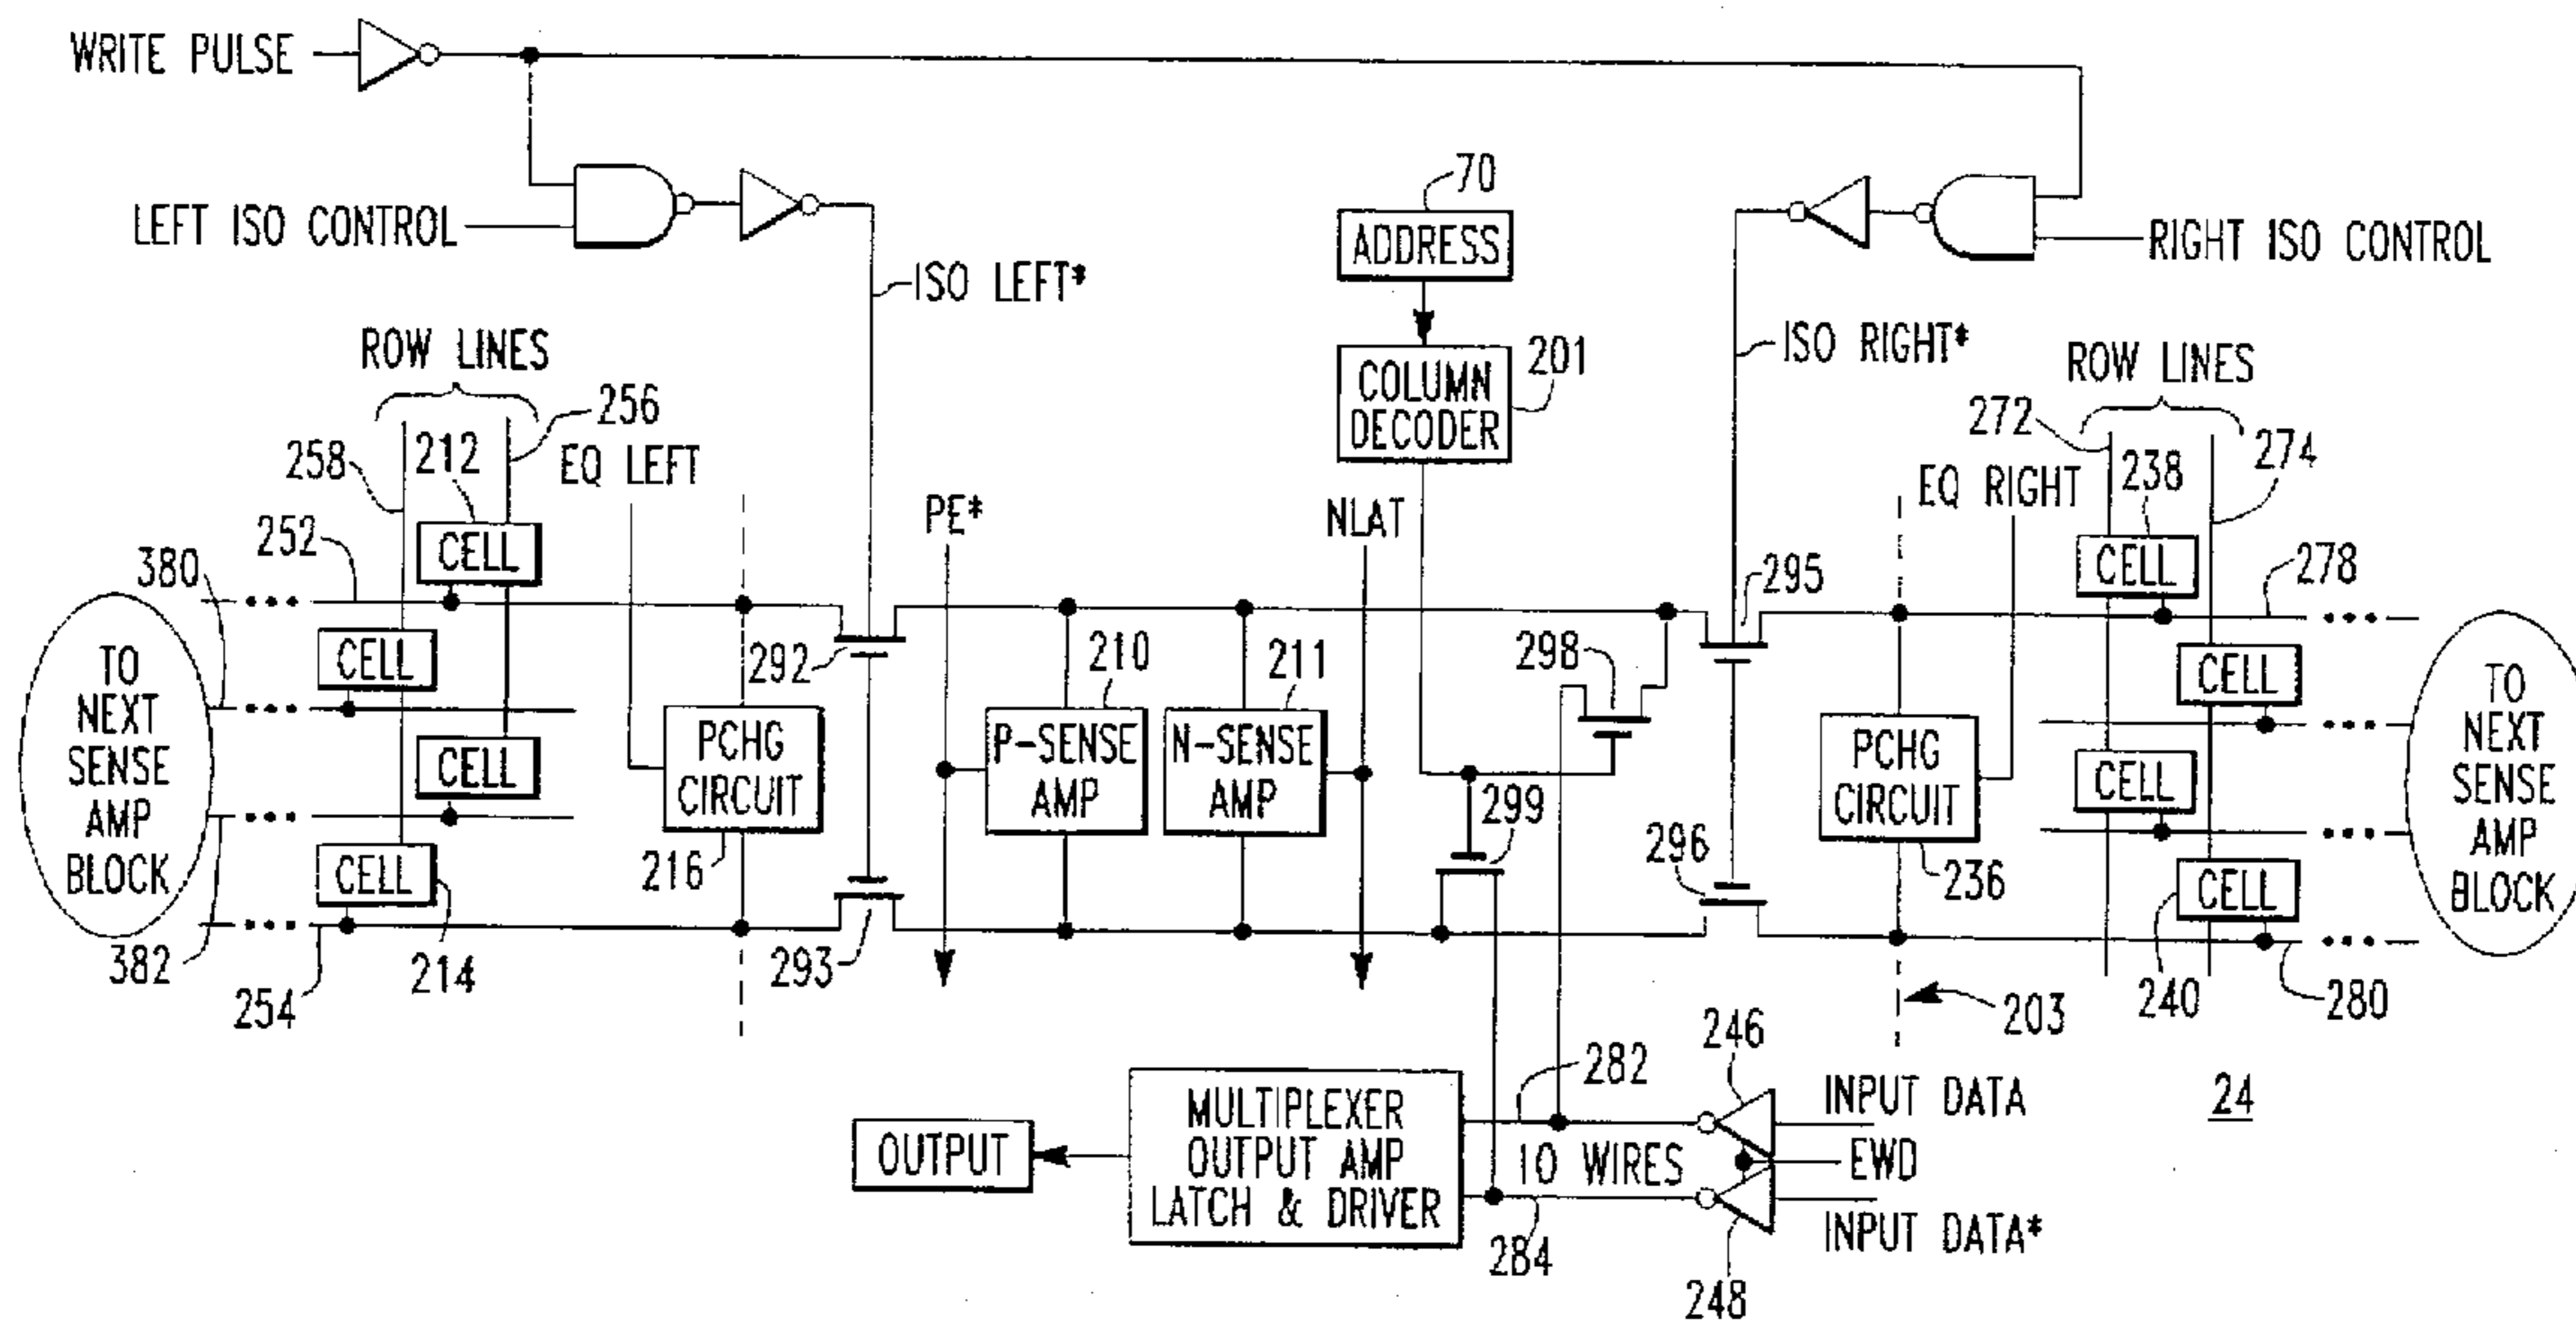 WRITE PULSE
70
LEFT ISO CONTROL
ADDRESS
RIGHT ISO CONTROL
ISO LEFT*
ROW LINES
ISO RIGHT*
ROW LINES
201
COLUMN
DECODER
256
258
212
EQ LEFT
272
238
274
EQ RIGHT
PE*
NLAT
252
CELL
380
CELL
295
278
TO
NEXT
SENSE
AMP
BLOCK
CELL
292
210
211
298
CELL
TO
NEXT
SENSE
AMP
BLOCK
CELL
PCHG
CIRCUIT
P-SENSE
AMP
N-SENSE
AMP
299
PCHG
CIRCUIT
CELL
CELL
216
296
236
CELL
382
254
214
293
203
240
280
246
282
INPUT DATA
24
MULTIPLEXER
OUTPUT AMP
LATCH & DRIVER
OUTPUT
IO WIRES
EWD
284
INPUT DATA*
248